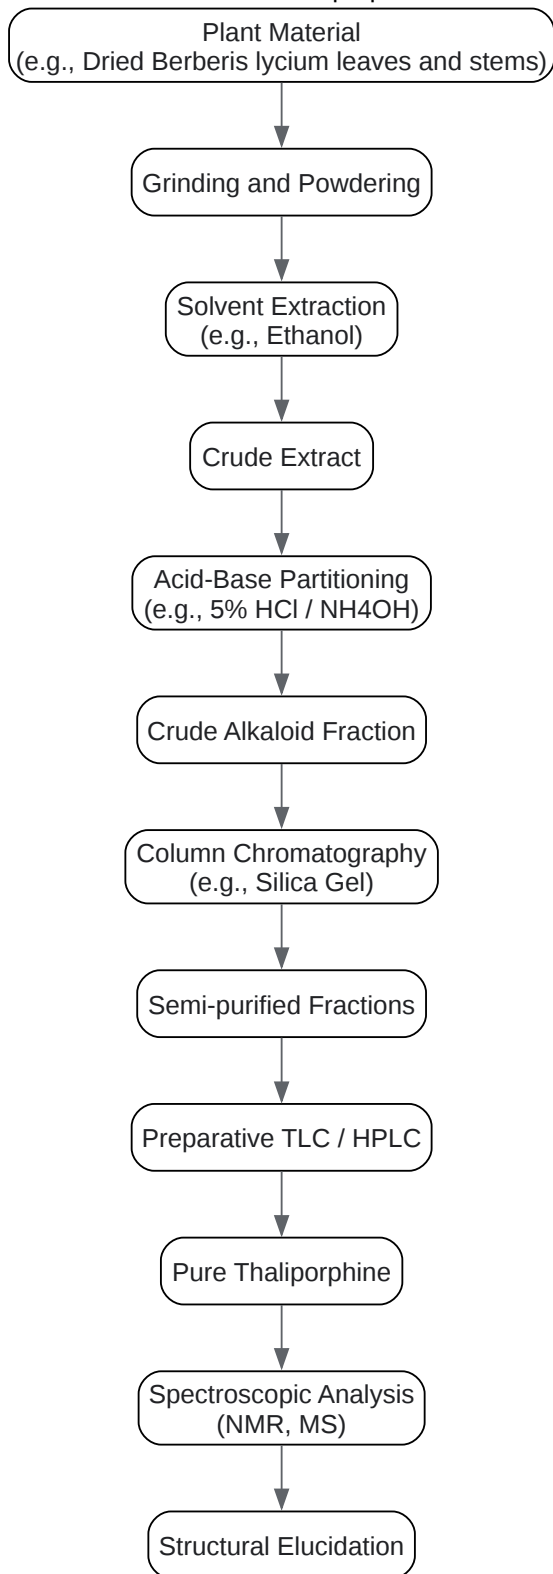 Plant Material
(e.g., Dried Berberis lycium leaves and stems)
Grinding and Powdering
Solvent Extraction
(e.g., Ethanol)
Crude Extract
Acid-Base Partitioning
(e.g., 5% HCl / NH4OH)
Crude Alkaloid Fraction
Column Chromatography
(e.g., Silica Gel)
Semi-purified Fractions
Preparative TLC / HPLC
Pure Thaliporphine
Spectroscopic Analysis
(NMR, MS)
Structural Elucidation